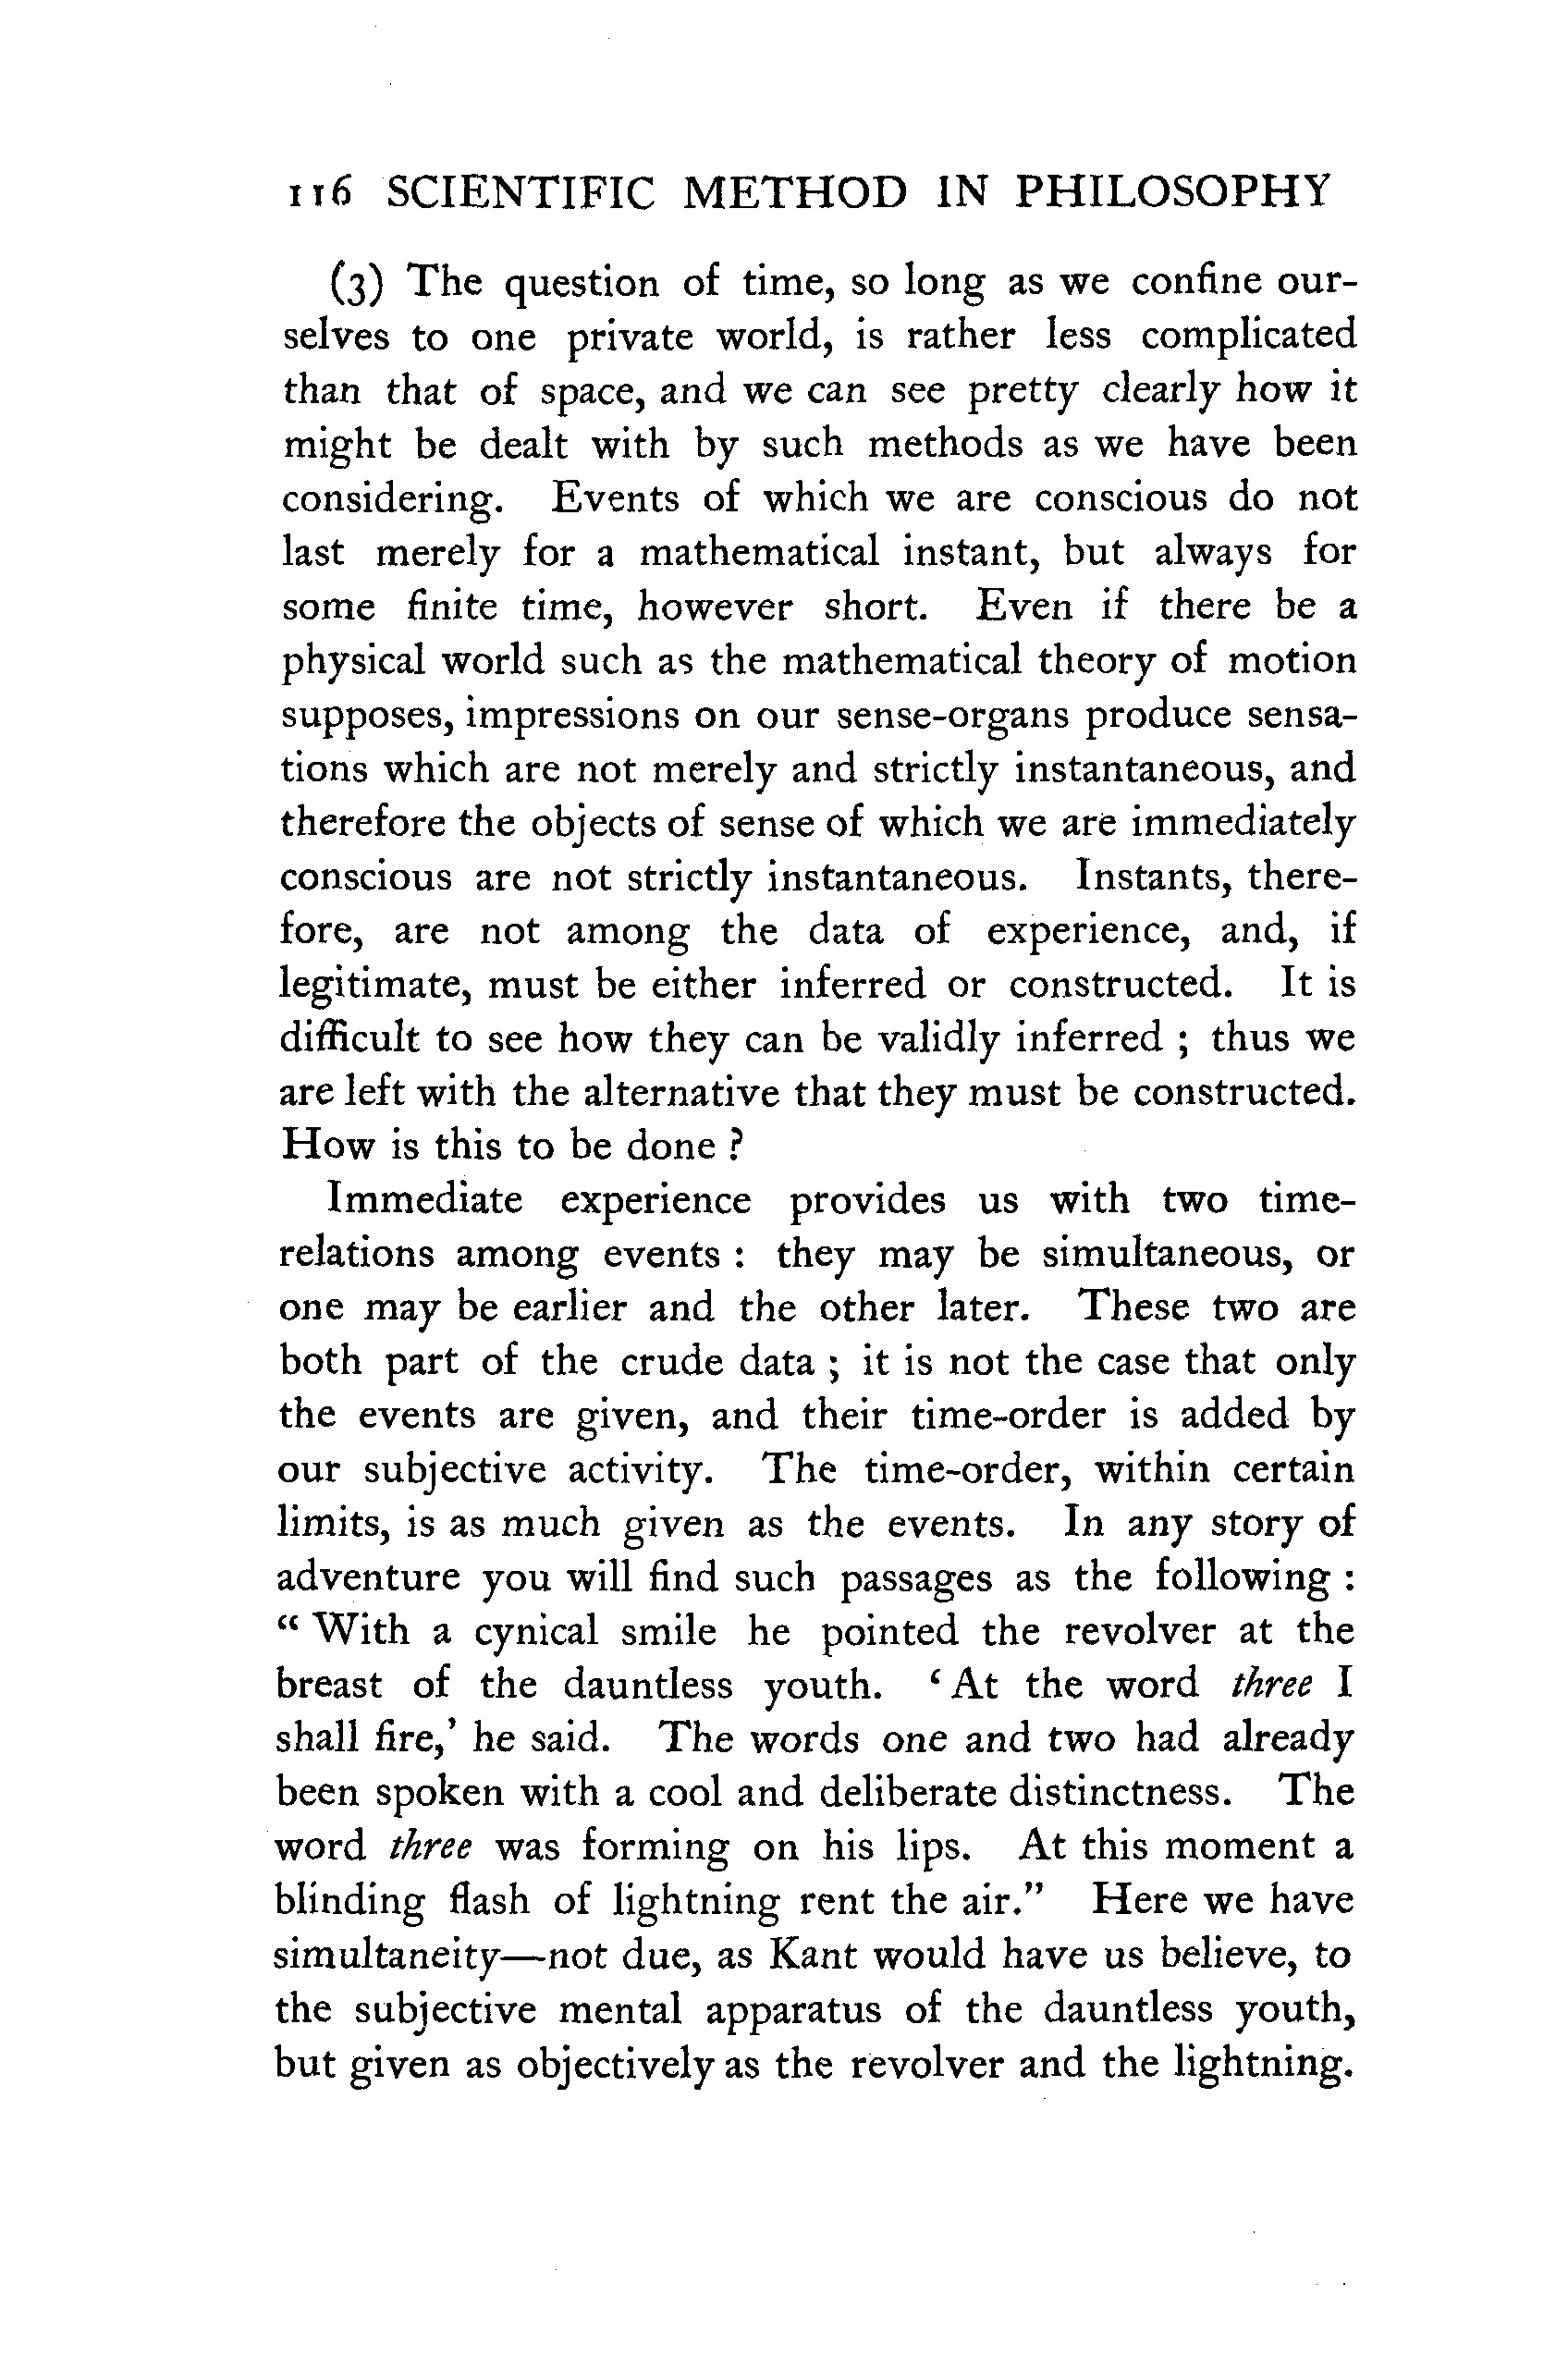 116 SCIENTIFIC METHOD IN PHILOSOPHY
(3) The question of time, so long as we confine our-
selves to one private world, is rather less complicated
than that of space, and we can see pretty clearly how it
might be dealt with by such methods as we have been
considering. Events of which we are conscious do not
last merely for a mathematical instant, but always for
some finite time, however short. Even if there be a
physical world such as the mathematical theory of motion
supposes, impressions on our sense-organs produce sensa-
tions which are not merely and strictly instantaneous, and
therefore the objects of sense of which we are immediately
conscious are not strictly instantaneous. Instants, there-
fore, are not among the data of experience, and, if
legitimate, must be either inferred or constructed. It is
difficult to see how they can be validly inferred ; thus we
are left with the alternative that they must be constructed.
How is this to be done ?
Immediate experience provides us with two time-
relations among events : they may be simultaneous, or
one may be earlier and the other later. These two are
both part of the crude data ; it is not the case that only
the events are given, and their time-order is added by
our subjective activity. The time-order, within certain
limits, is as much given as the events. In any story of
adventure you will find such passages as the following :
“ With a cynical smile he pointed the revolver at the
breast of the dauntless youth. ‘ At the word three I
shall fire,’ he said. The words one and two had already
been spoken with a cool and deliberate distinctness. The
word three was forming on his lips. At this moment a
blinding flash of lightning rent the air.” Here we have
simultaneity—not due, as Kant would have us believe, to
the subjective mental apparatus of the dauntless youth,
but given as objectively as the revolver and the lightning.